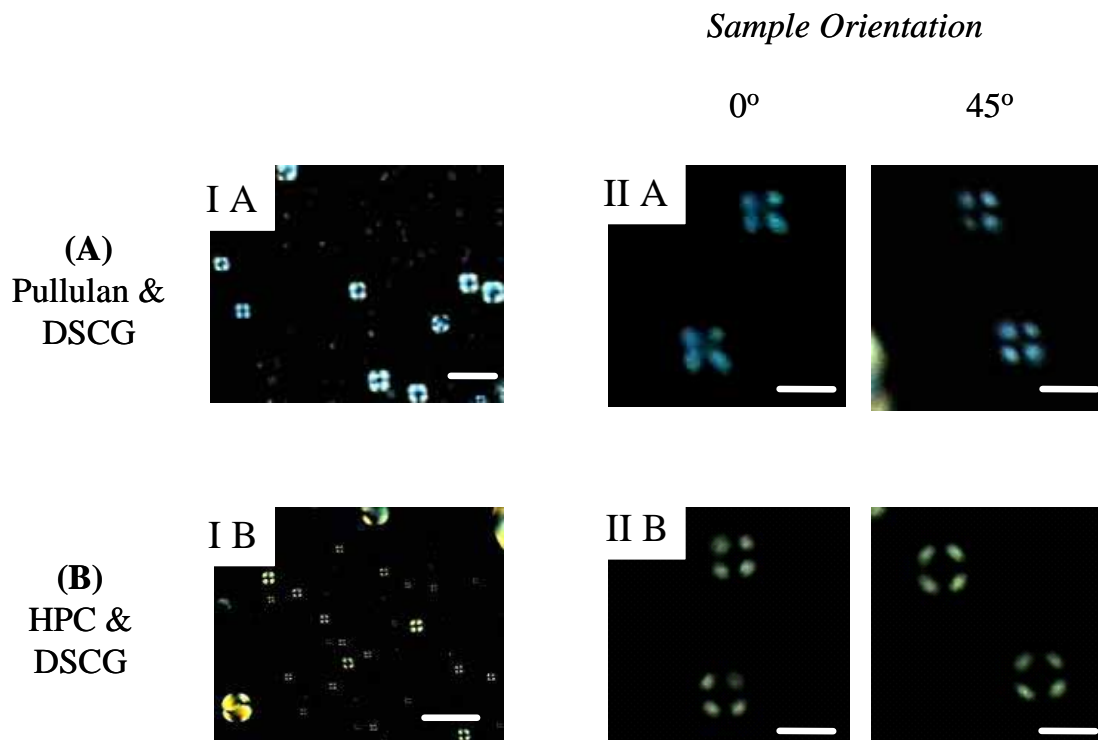 Sample Orientation
0º
45º
I A
II A
(A)
Pullulan &
DSCG
I B
II B
(B)
HPC &
DSCG